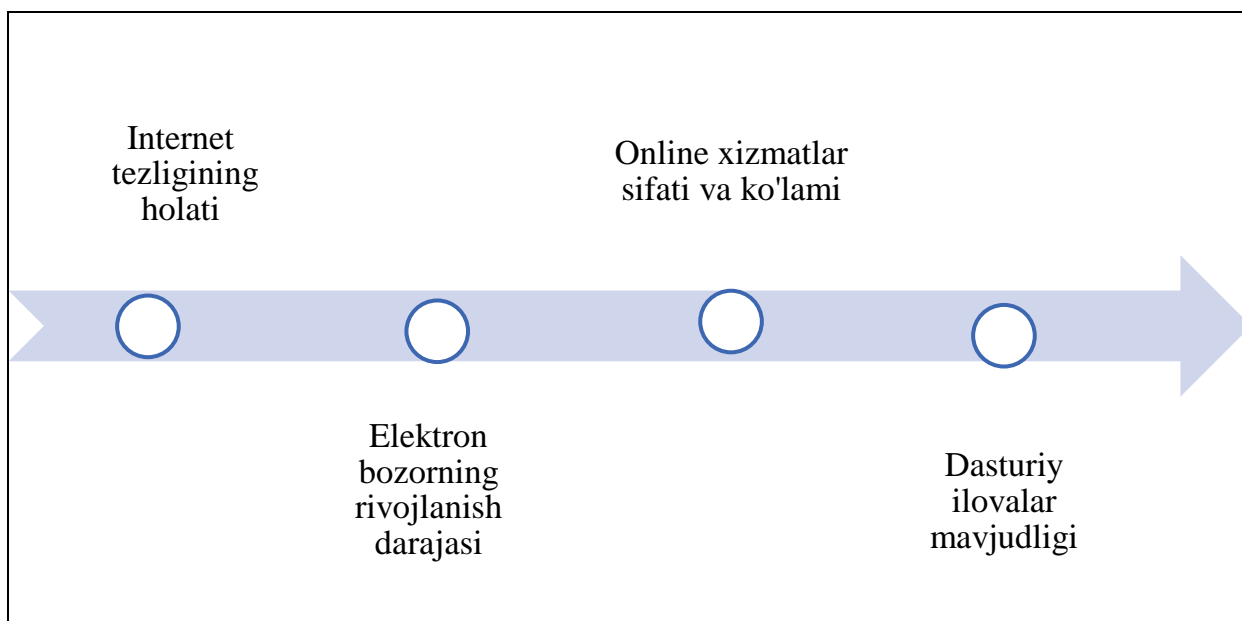 Internet
tezligining
holati
Online xizmatlar
sifati va ko'lami
Elektron
bozorning
rivojlanish
darajasi
Dasturiy
ilovalar
mavjudligi